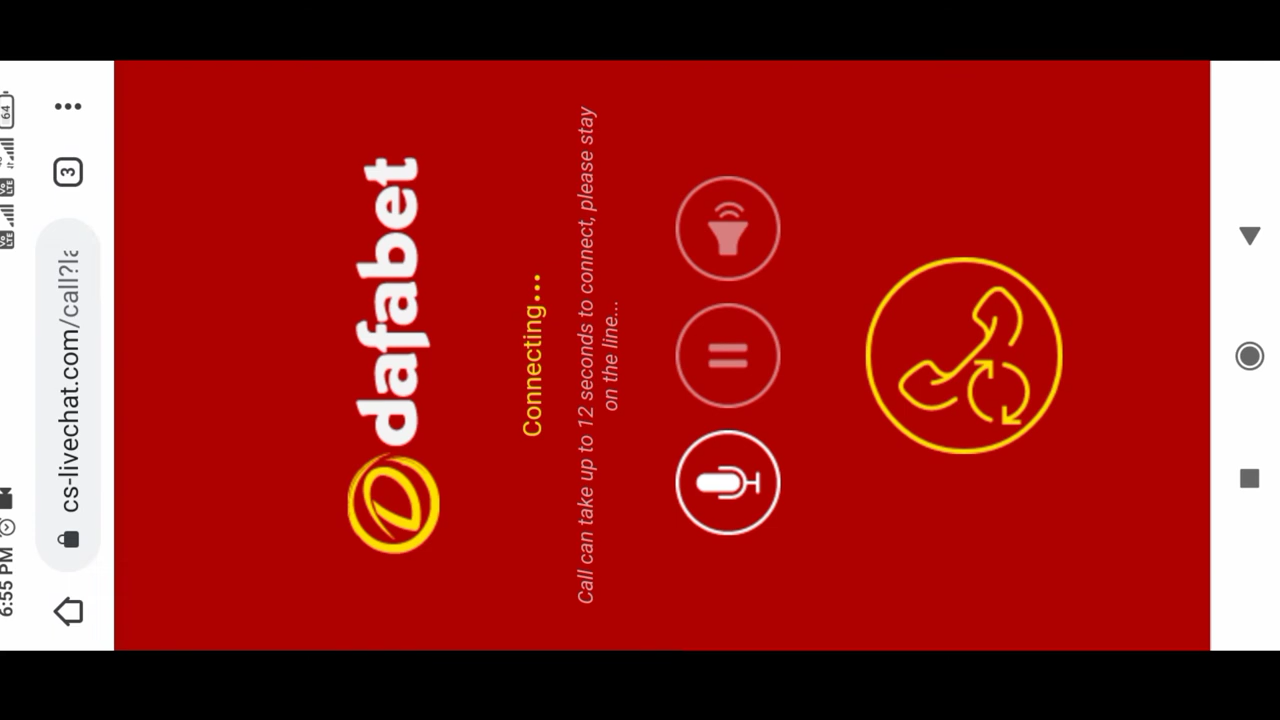 6:55 PM
64
cs-livechat.com/call?l
3
dafabet
Connecting...
Call can take up to 12 seconds to connect, please stay
on the line...